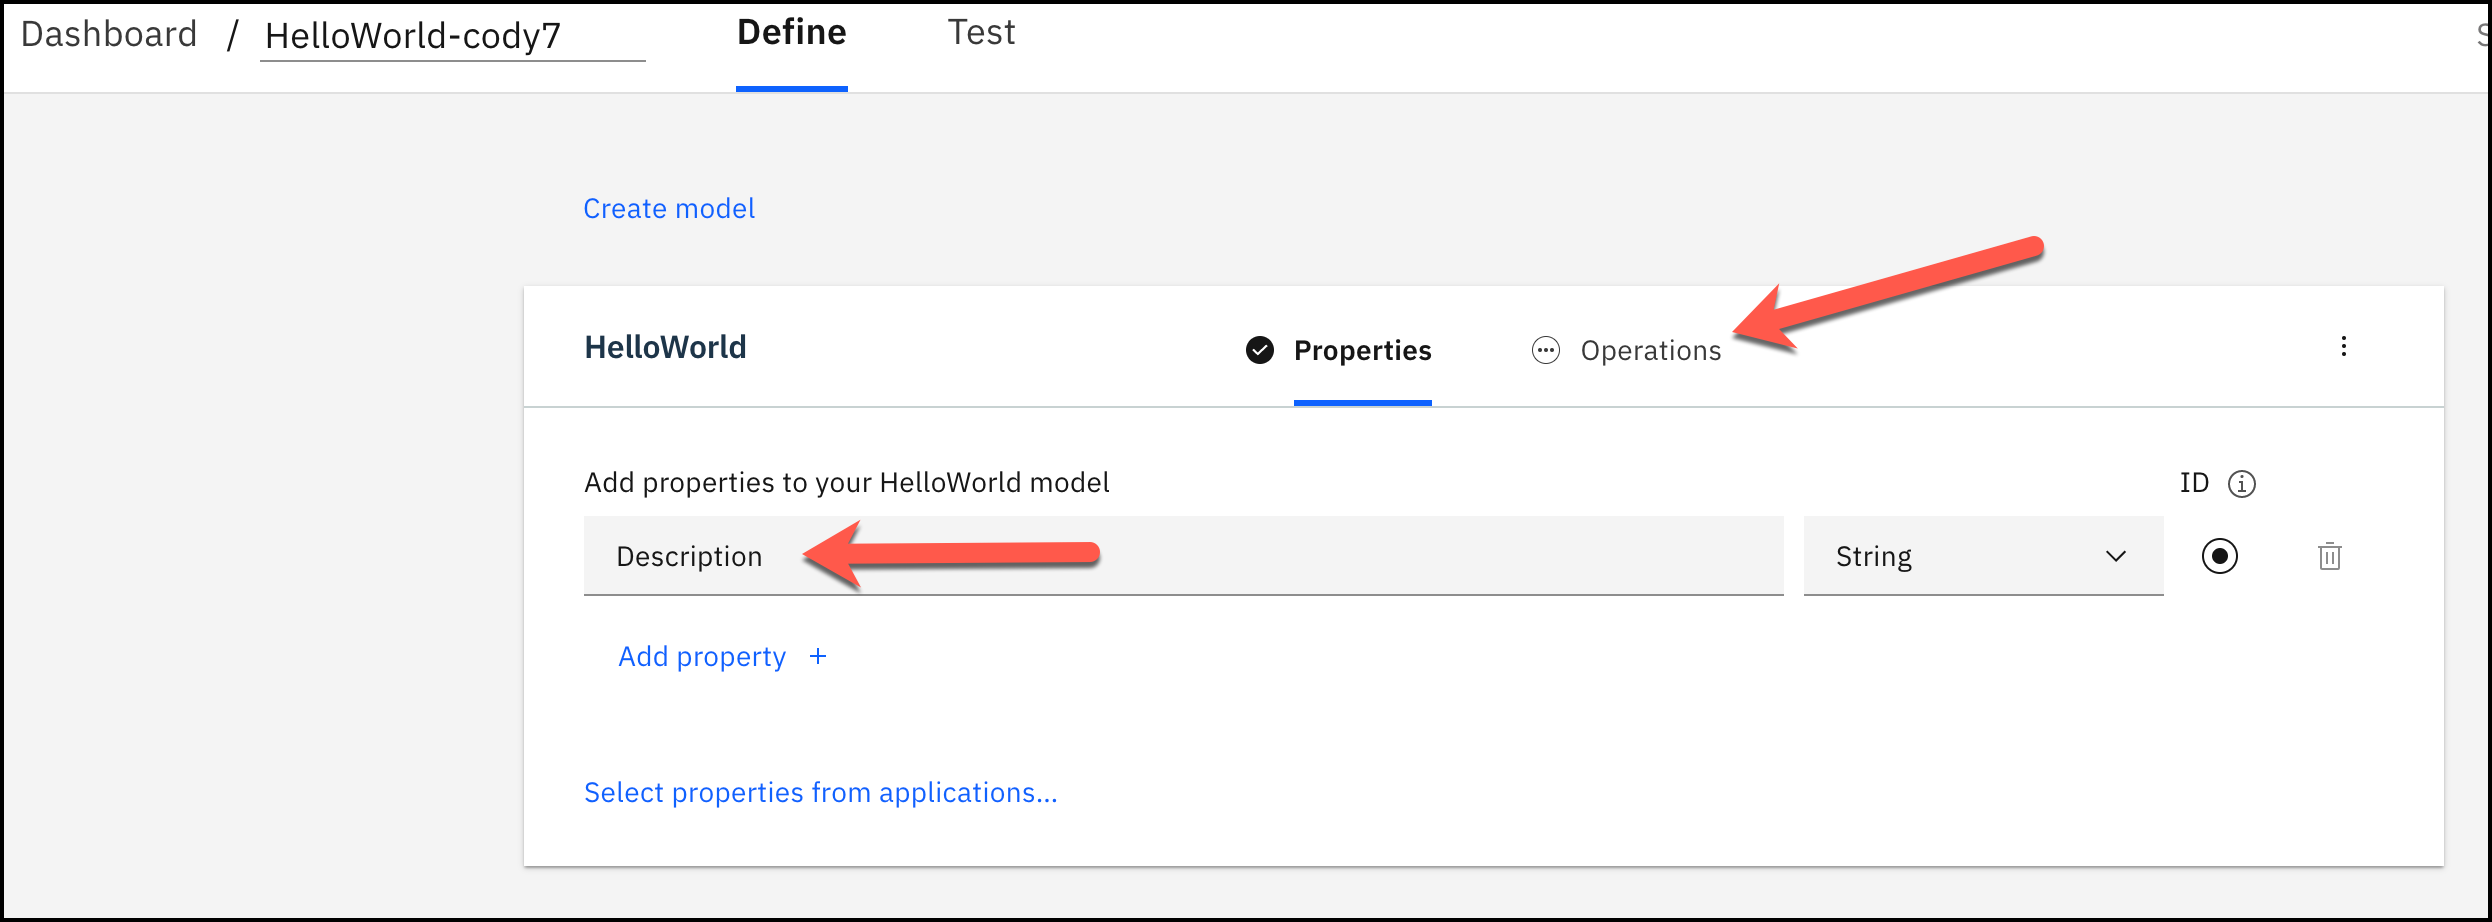 Dashboard / HelloWorld-cody7 Define Test
Create model
HelloWorld Properties Operations
Add properties to your HelloWorld model ID
Description String
Add property +
Select properties from applications...